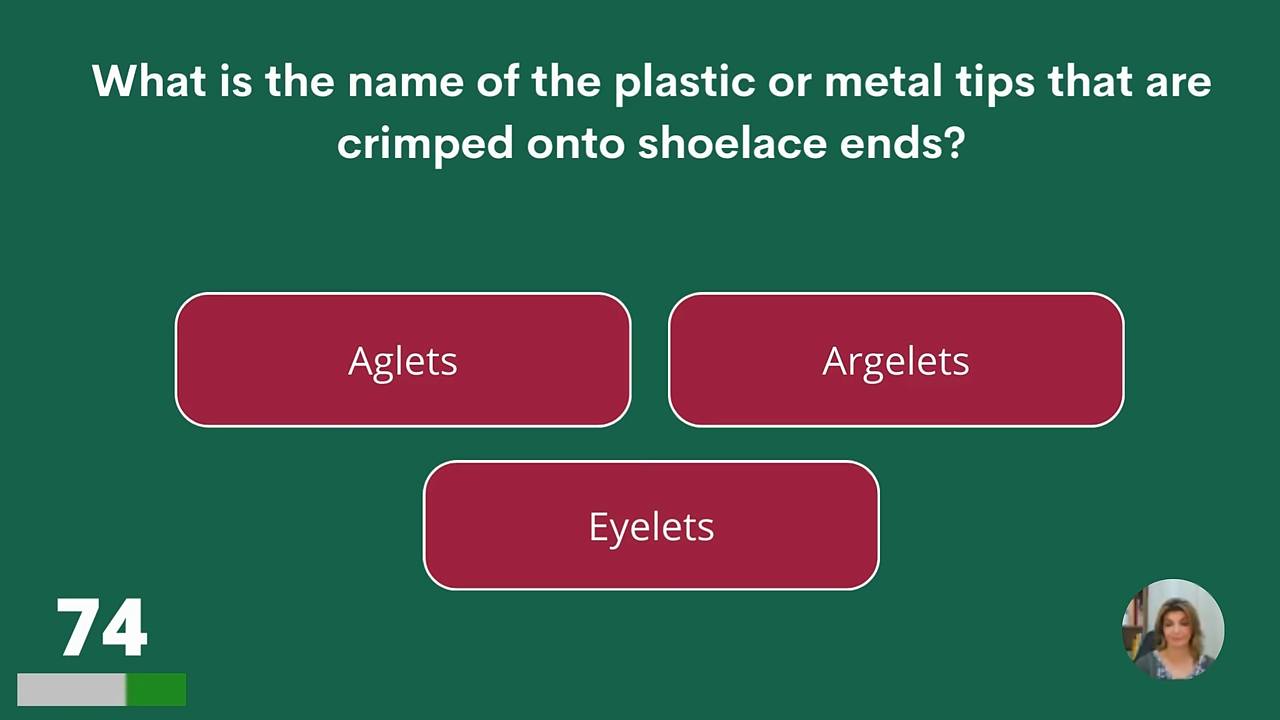 What is the name of the plastic or metal tips that are
crimped onto shoelace ends?
Aglets
Argelets
Eyelets
74